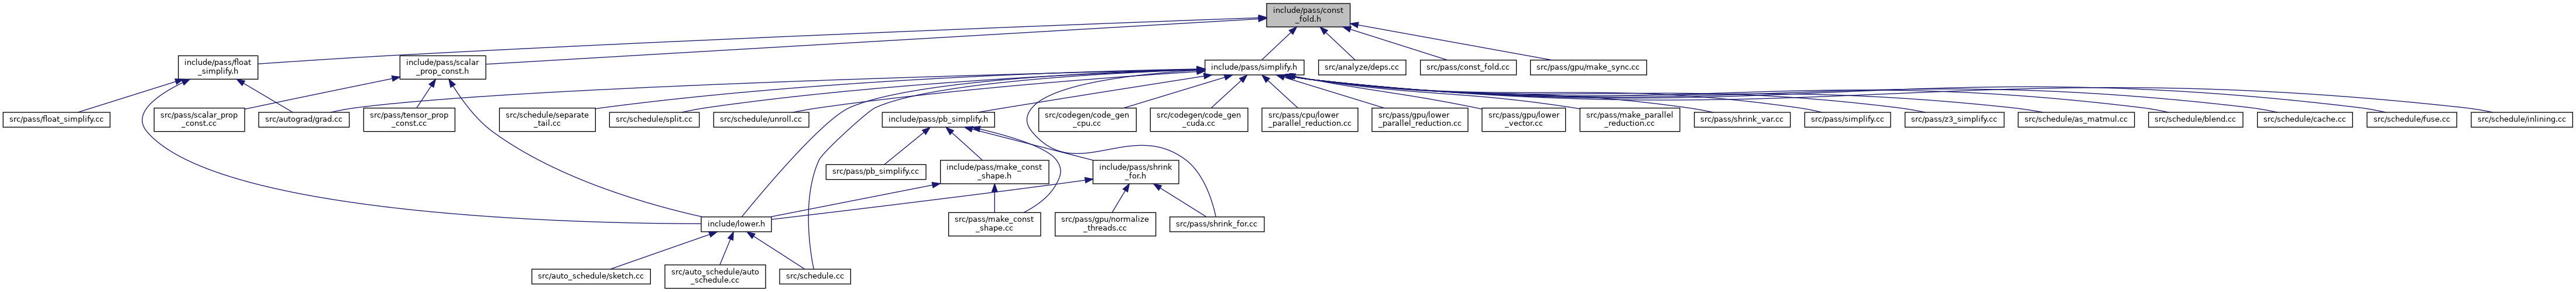 include/pass/const
_fold.h
include/pass/float
_simplify.h
include/pass/scalar
_prop_const.h
include/pass/simplify.h
src/analyze/deps.cc
src/pass/const_fold.cc
src/pass/gpu/make_sync.cc
src/pass/float_simplify.cc
src/pass/scalar_prop
_const.cc
src/autograd/grad.cc
src/pass/tensor_prop
_const.cc
src/schedule/separate
_tail.cc
src/schedule/split.cc
src/schedule/unroll.cc
include/pass/pb_simplify.h
src/codegen/code_gen
_cpu.cc
src/codegen/code_gen
_cuda.cc
src/pass/cpu/lower
_parallel_reduction.cc
src/pass/gpu/lower
_parallel_reduction.cc
src/pass/gpu/lower
_vector.cc
src/pass/make_parallel
_reduction.cc
src/pass/shrink_var.cc
src/pass/simplify.cc
src/pass/z3_simplify.cc
src/schedule/as_matmul.cc
src/schedule/blend.cc
src/schedule/cache.cc
src/schedule/fuse.cc
src/schedule/inlining.cc
src/pass/pb_simplify.cc
include/pass/make_const
_shape.h
include/pass/shrink
_for.h
include/lower.h
src/pass/make_const
_shape.cc
src/pass/gpu/normalize
_threads.cc
src/pass/shrink_for.cc
src/auto_schedule/sketch.cc
src/auto_schedule/auto
_schedule.cc
src/schedule.cc